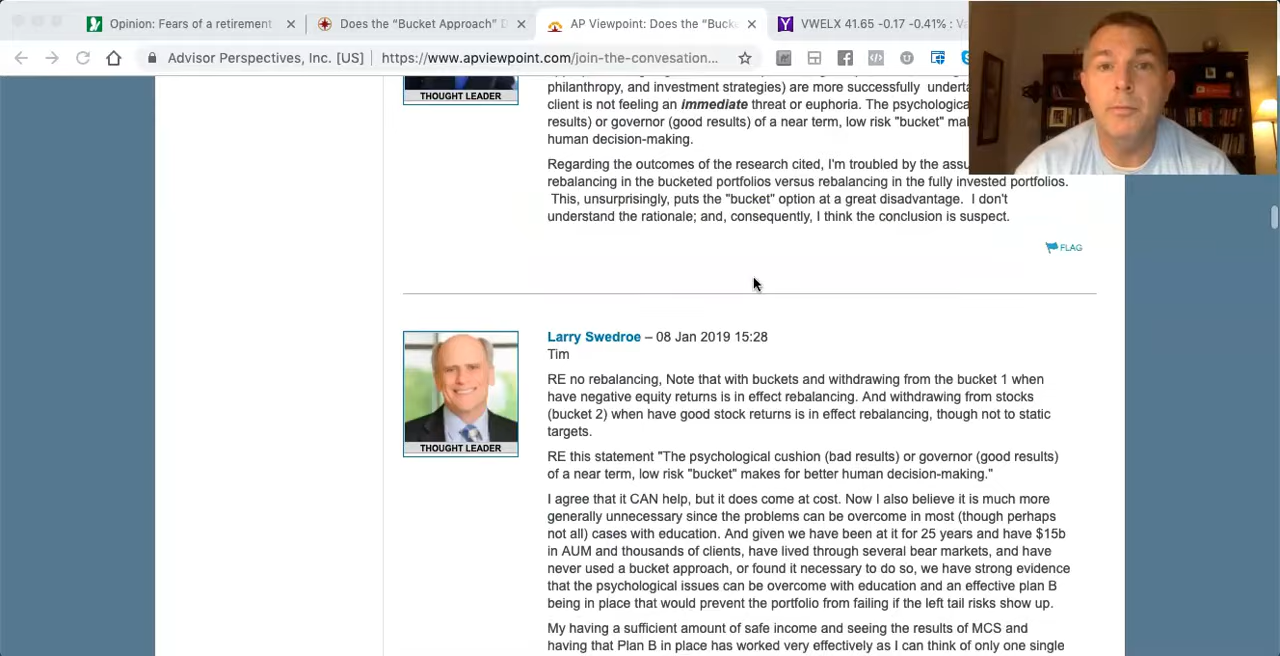 Opinion: Fears of a retirement
Does the “Bucket Approach” D
AP Viewpoint: Does the “Bucke
VWELX 41.65 -0.17 -0.41% : Va
Advisor Perspectives, Inc. [US]
https://www.apviewpoint.com/join-the-convesation...
philanthropy, and investment strategies) are more successfully underta
THOUGHT LEADER
client is not feeling an immediate threat or euphoria. The psychologica
results) or governor (good results) of a near term, low risk "bucket" mal
human decision-making.
Regarding the outcomes of the research cited, I'm troubled by the assu
rebalancing in the bucketed portfolios versus rebalancing in the fully invested portfolios.
This, unsurprisingly, puts the "bucket" option at a great disadvantage. I don't
understand the rationale; and, consequently, I think the conclusion is suspect.
FLAG
Larry Swedroe – 08 Jan 2019 15:28
Tim
RE no rebalancing, Note that with buckets and withdrawing from the bucket 1 when
have negative equity returns is in effect rebalancing. And withdrawing from stocks
(bucket 2) when have good stock returns is in effect rebalancing, though not to static
targets.
THOUGHT LEADER
RE this statement "The psychological cushion (bad results) or governor (good results)
of a near term, low risk "bucket" makes for better human decision-making."
I agree that it CAN help, but it does come at cost. Now I also believe it is much more
generally unnecessary since the problems can be overcome in most (though perhaps
not all) cases with education. And given we have been at it for 25 years and have $15b
in AUM and thousands of clients, have lived through several bear markets, and have
never used a bucket approach, or found it necessary to do so, we have strong evidence
that the psychological issues can be overcome with education and an effective plan B
being in place that would prevent the portfolio from failing if the left tail risks show up.
My having a sufficient amount of safe income and seeing the results of MCS and
having that Plan B in place has worked very effectively as I can think of only one single